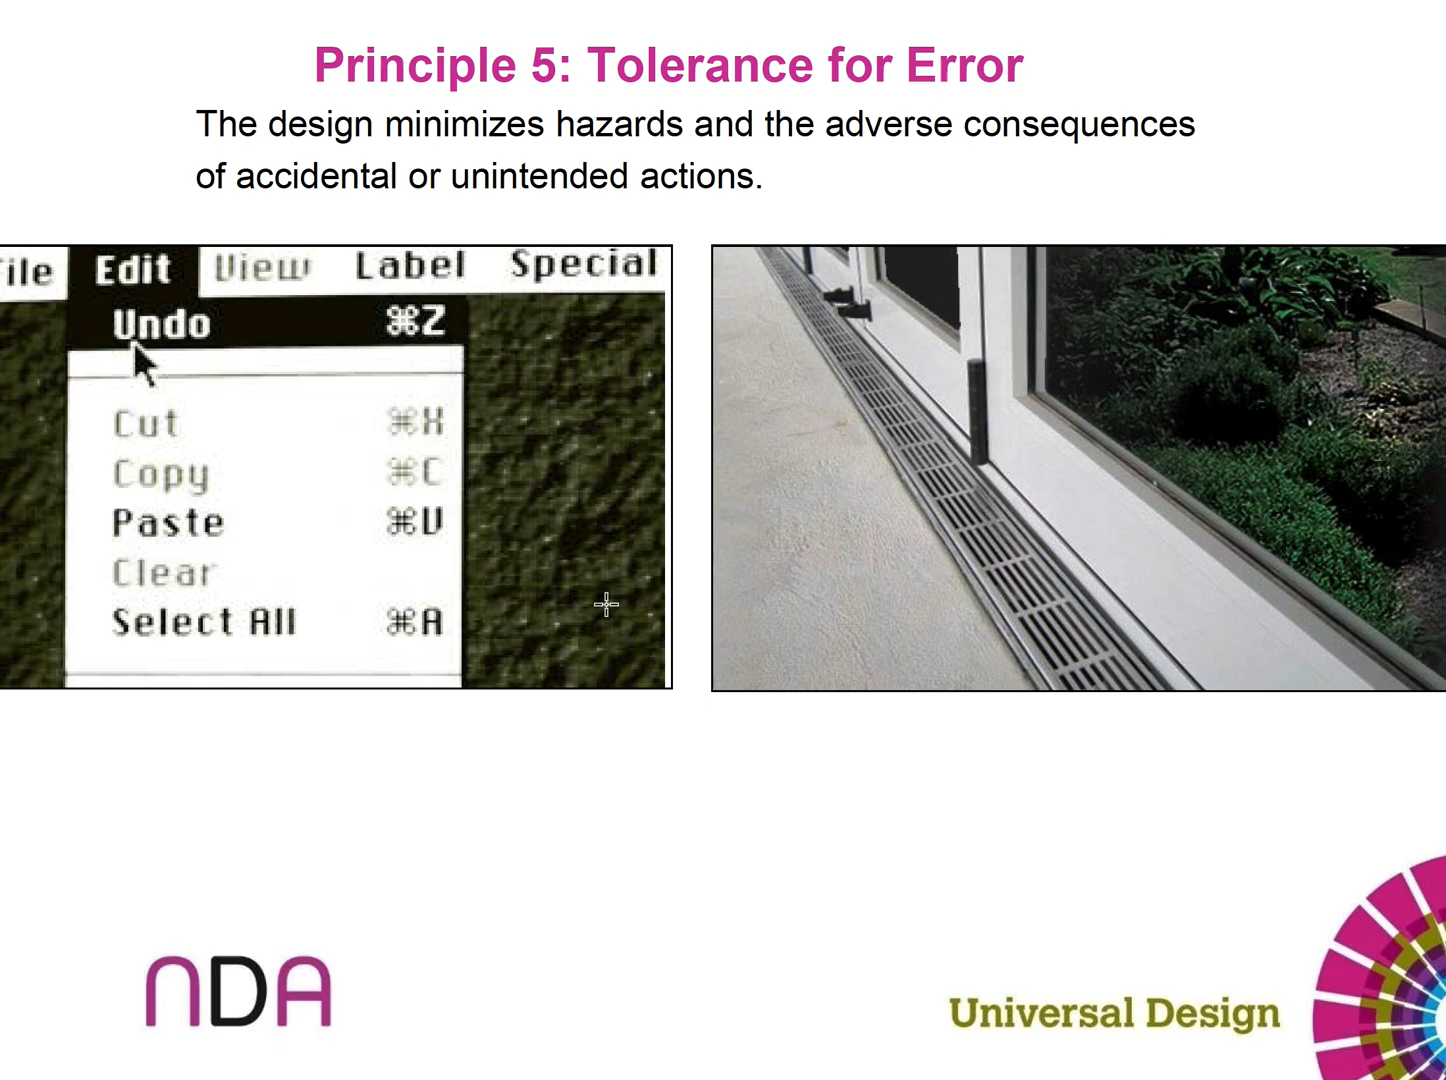 Principle 5: Tolerance for Error
The design minimizes hazards and the adverse consequences
of accidental or unintended actions.
ile Edit View Label Special
Undo ⌘Z
Cut ⌘X
Copy ⌘C
Paste ⌘V
Clear
Select All ⌘A
NDA
Universal Design